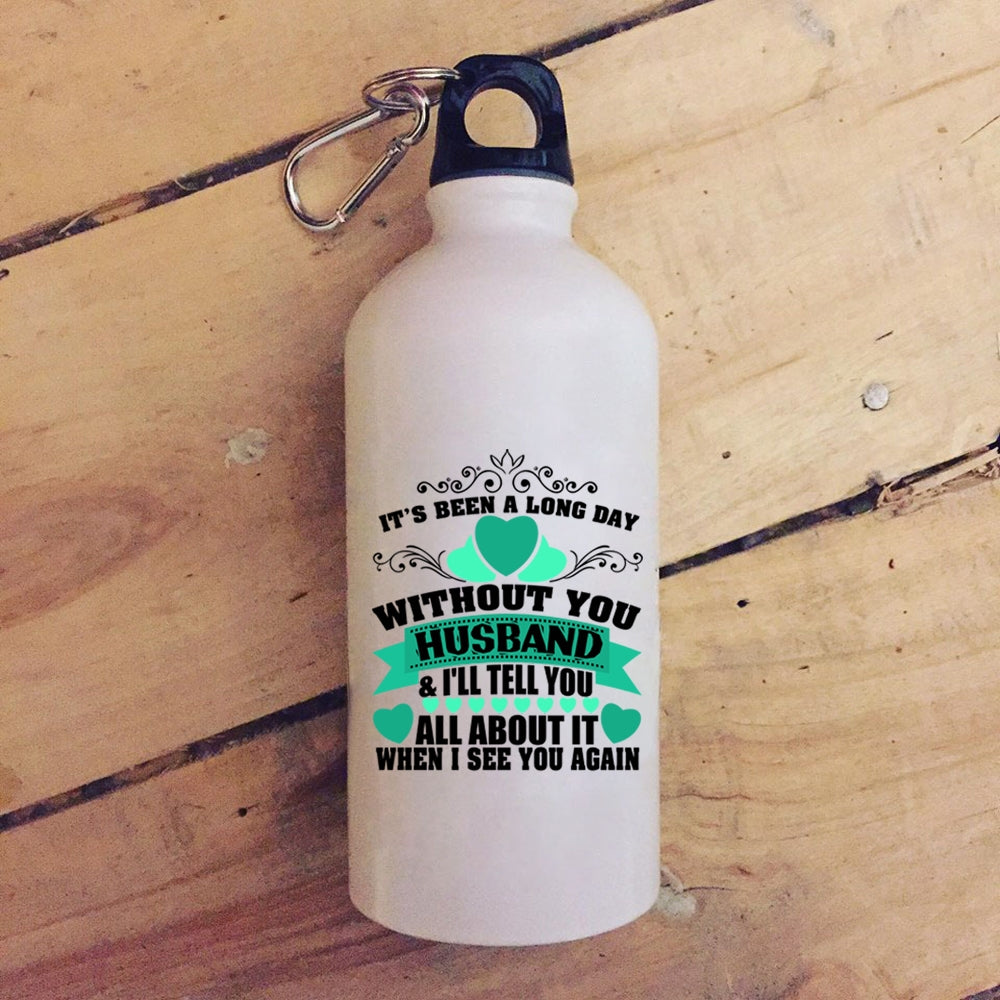 IT'S BEEN A LONG DAY
WITHOUT YOU
HUSBAND
& I'LL TELL YOU
ALL ABOUT IT
WHEN I SEE YOU AGAIN